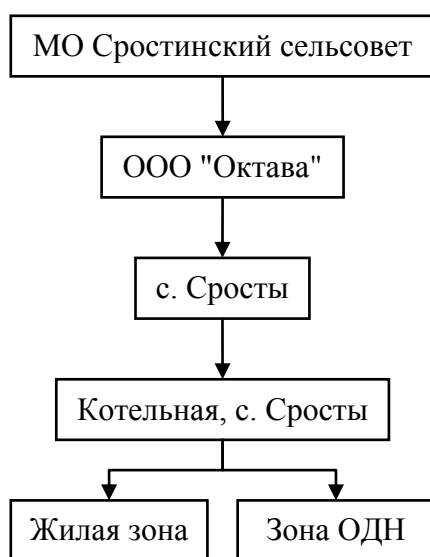 МО Сростинский сельсовет
ООО "Октава"
с. Сросты
Котельная, с. Сросты
Жилая зона
Зона ОДН